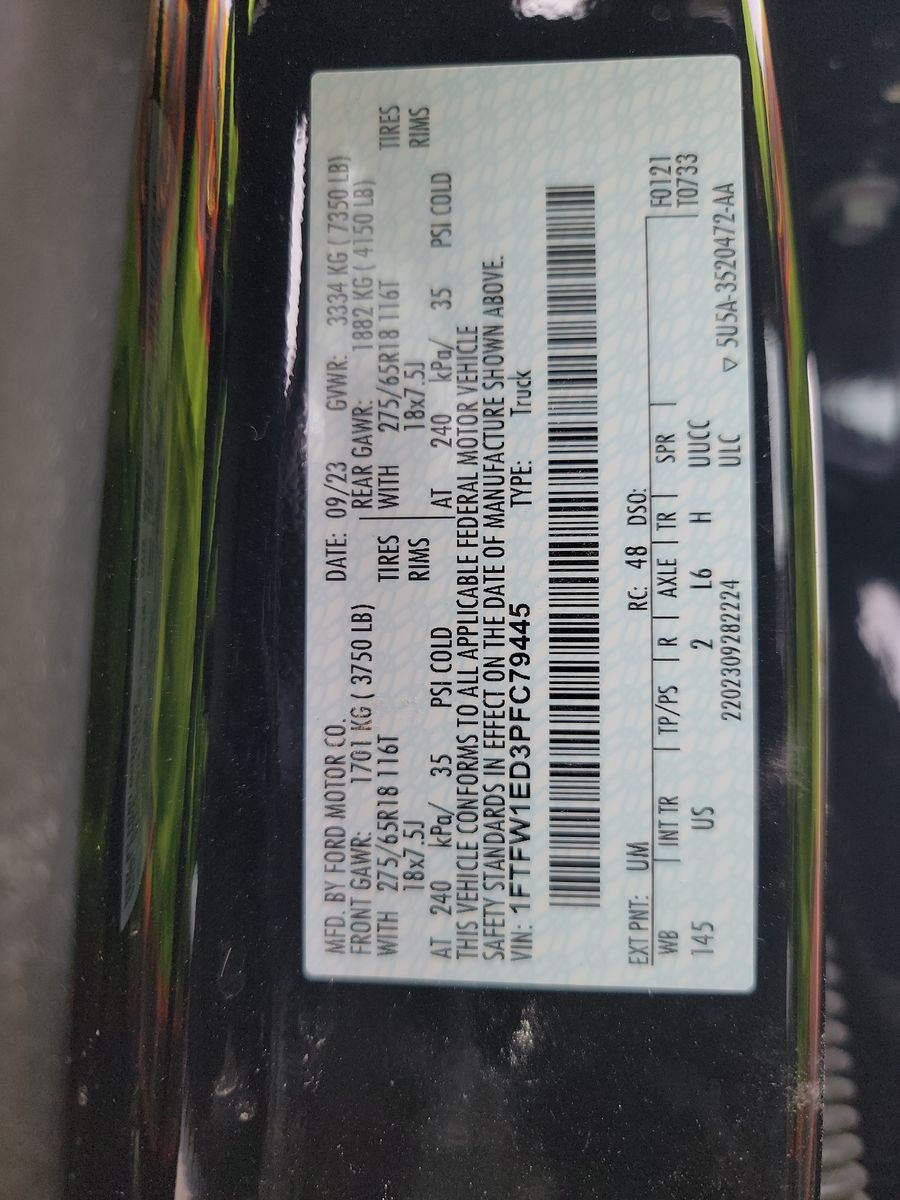 MFD. BY FORD MOTOR CO. DATE: 09/23 GVWR: 3334 KG ( 7350 LB)
FRONT GAWR: 1701 KG ( 3750 LB) REAR GAWR: 1882 KG ( 4150 LB)
WITH 275/65R18 116T TIRES WITH 275/65R18 116T TIRES
18x7.5J RIMS 18x7.5J RIMS
AT 240 kPa/ 35 PSI COLD AT 240 kPa/ 35 PSI COLD
THIS VEHICLE CONFORMS TO ALL APPLICABLE FEDERAL MOTOR VEHICLE
SAFETY STANDARDS IN EFFECT ON THE DATE OF MANUFACTURE SHOWN ABOVE.
VIN: 1FTFW1ED3PFC79445 TYPE: Truck
EXT PNT: UM RC: 48 DSO: F0121
WB INT TR TP/PS R AXLE TR SPR T0733
145 US 2 L6 H UUCC
2202309282224 ULC ▽ 5U5A-3520472-AA